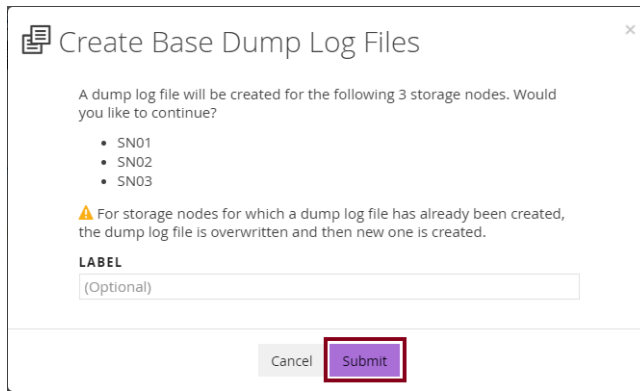 Create Base Dump Log Files
A dump log file will be created for the following 3 storage nodes. Would
you like to continue?
• SN01
• SN02
• SN03
For storage nodes for which a dump log file has already been created,
the dump log file is overwritten and then new one is created.
LABEL
(Optional)
Cancel Submit